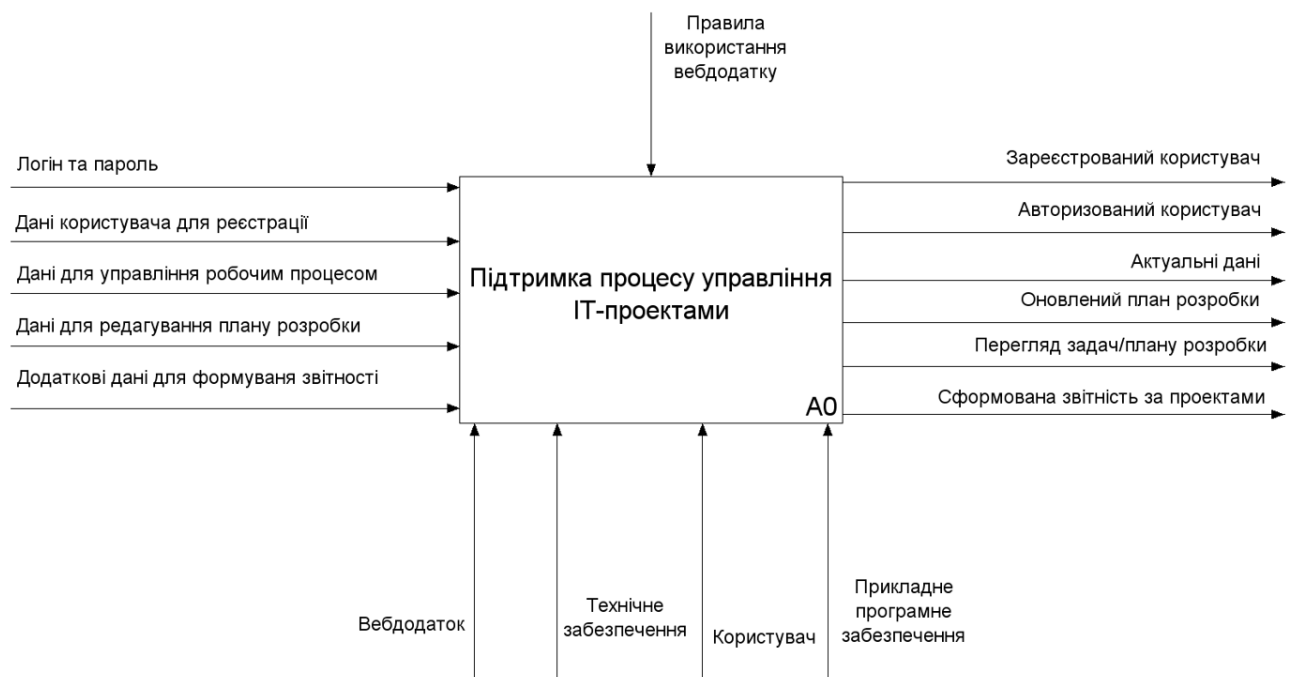 Правила
використання
вебдодатку
Логін та пароль
Дані користувача для реєстрації
Дані для управління робочим процесом
Дані для редагування плану розробки
Додаткові дані для формуваня звітності
Підтримка процесу управління
ІТ-проектами
A0
Зареєстрований користувач
Авторизований користувач
Актуальні дані
Оновлений план розробки
Перегляд задач/плану розробки
Сформована звітність за проектами
Вебдодаток
Технічне
забезпечення
Користувач
Прикладне
програмне
забезпечення